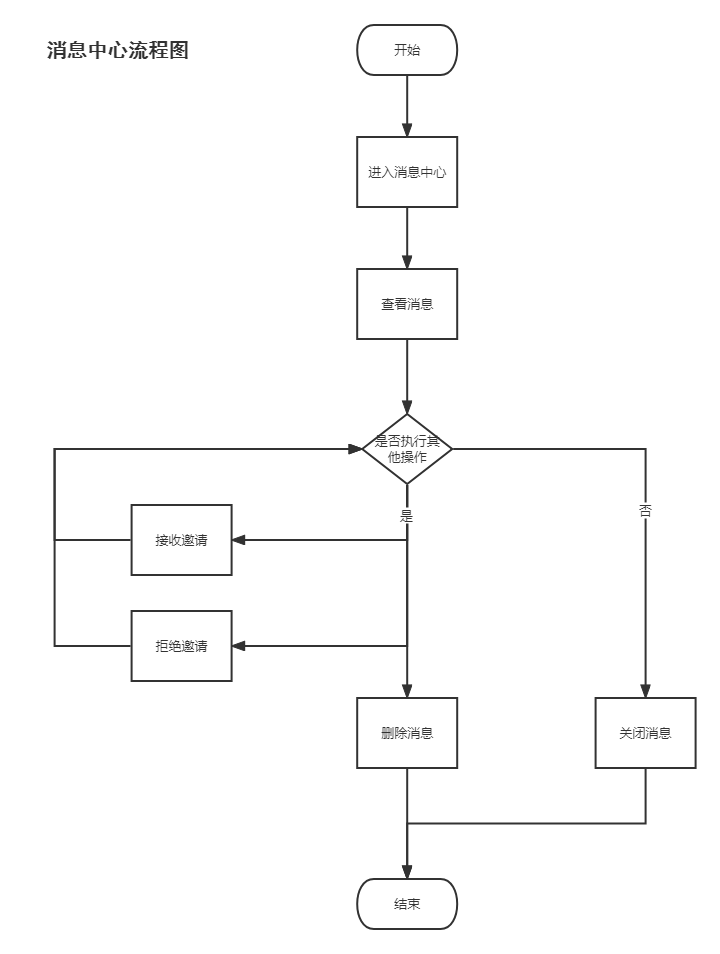 消息中心流程图
开始
进入消息中心
查看消息
是否执行其
他操作
是
否
接收邀请
拒绝邀请
删除消息
关闭消息
结束